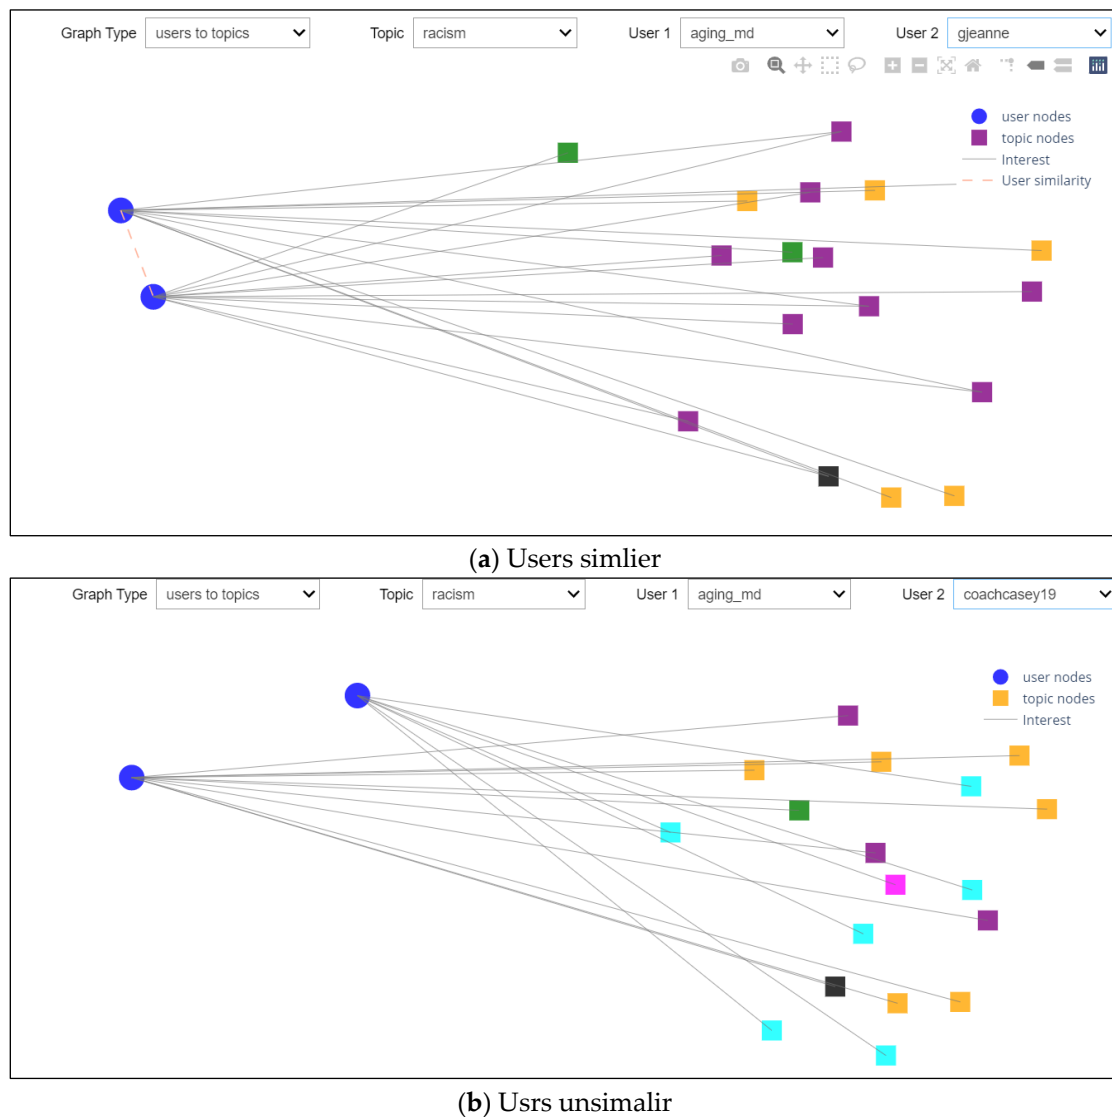 Graph Type users to topics Topic racism User 1 aging_md User 2 gjeanne
user nodes
topic nodes
Interest
User similarity
(a) Users simlier
Graph Type users to topics Topic racism User 1 aging_md User 2 coachcasey19
user nodes
topic nodes
Interest
(b) Usrs unsimalir